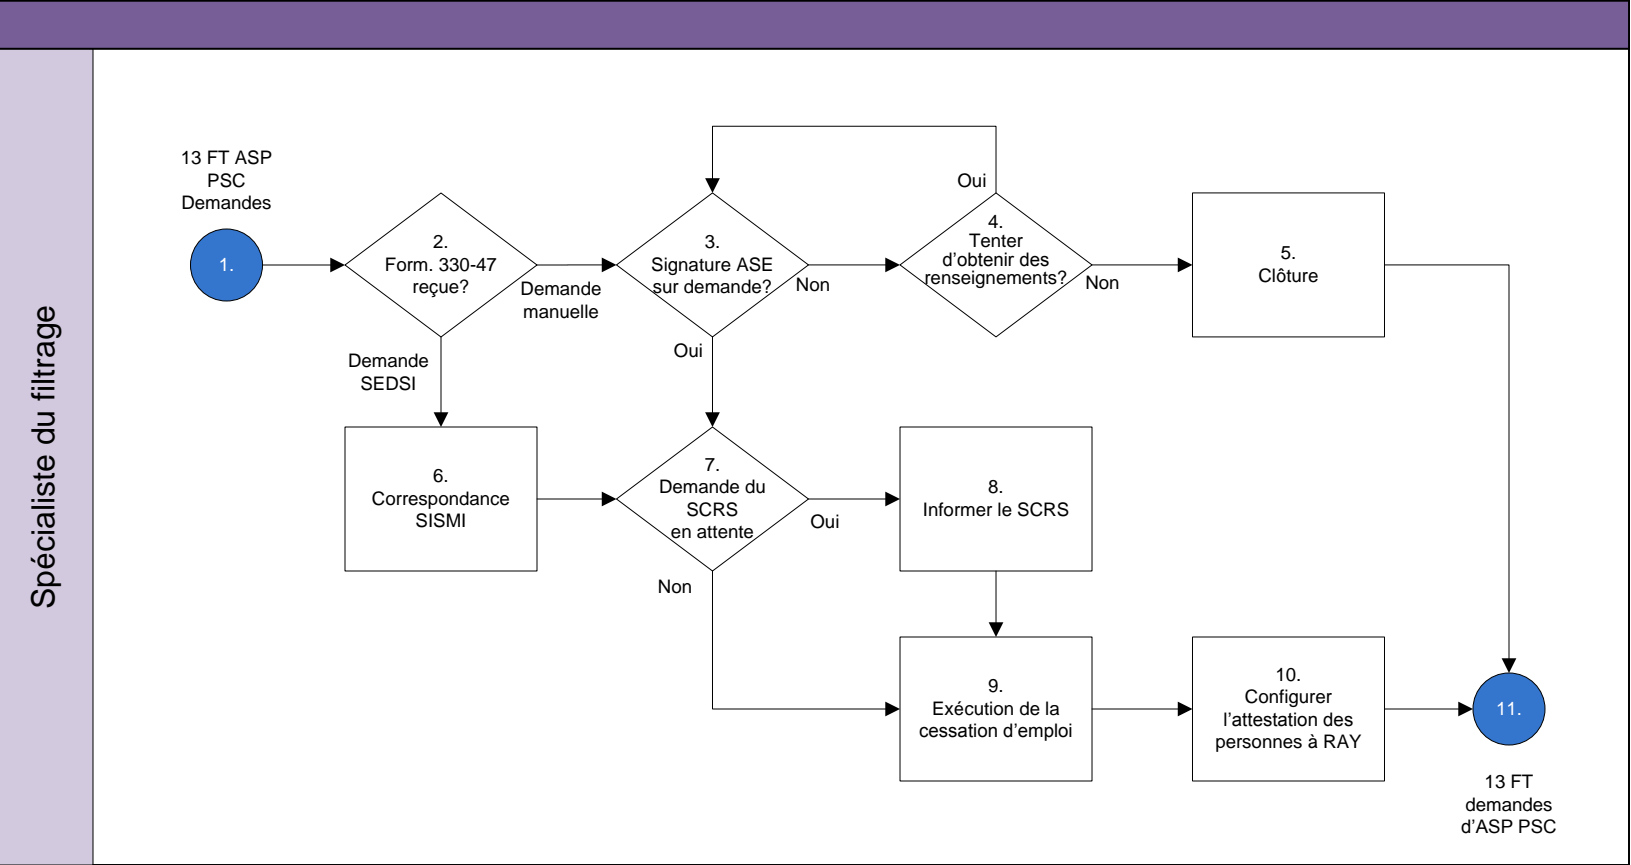 Spécialiste du filtrage
13 FT ASP
PSC
Demandes
1.
2.
Form. 330-47
reçue?
Demande
manuelle
Demande
SEDSI
3.
Signature ASE
sur demande?
Non
Oui
4.
Tenter
d’obtenir des
renseignements?
Oui
Non
5.
Clôture
6.
Correspondance
SISMI
7.
Demande du
SCRS
en attente
Oui
Non
8.
Informer le SCRS
9.
Exécution de la
cessation d’emploi
10.
Configurer
l’attestation des
personnes à RAY
11.
13 FT
demandes
d’ASP PSC